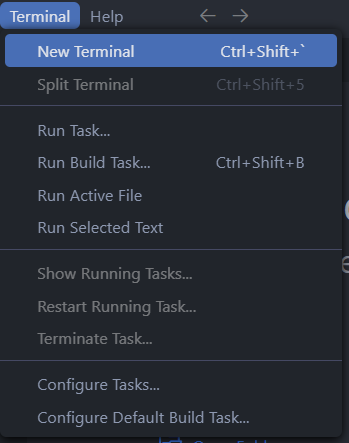 Terminal Help
New Terminal Ctrl+Shift+`
Split Terminal Ctrl+Shift+5
Run Task...
Run Build Task... Ctrl+Shift+B
Run Active File
Run Selected Text
Show Running Tasks...
Restart Running Task...
Terminate Task...
Configure Tasks...
Configure Default Build Task...